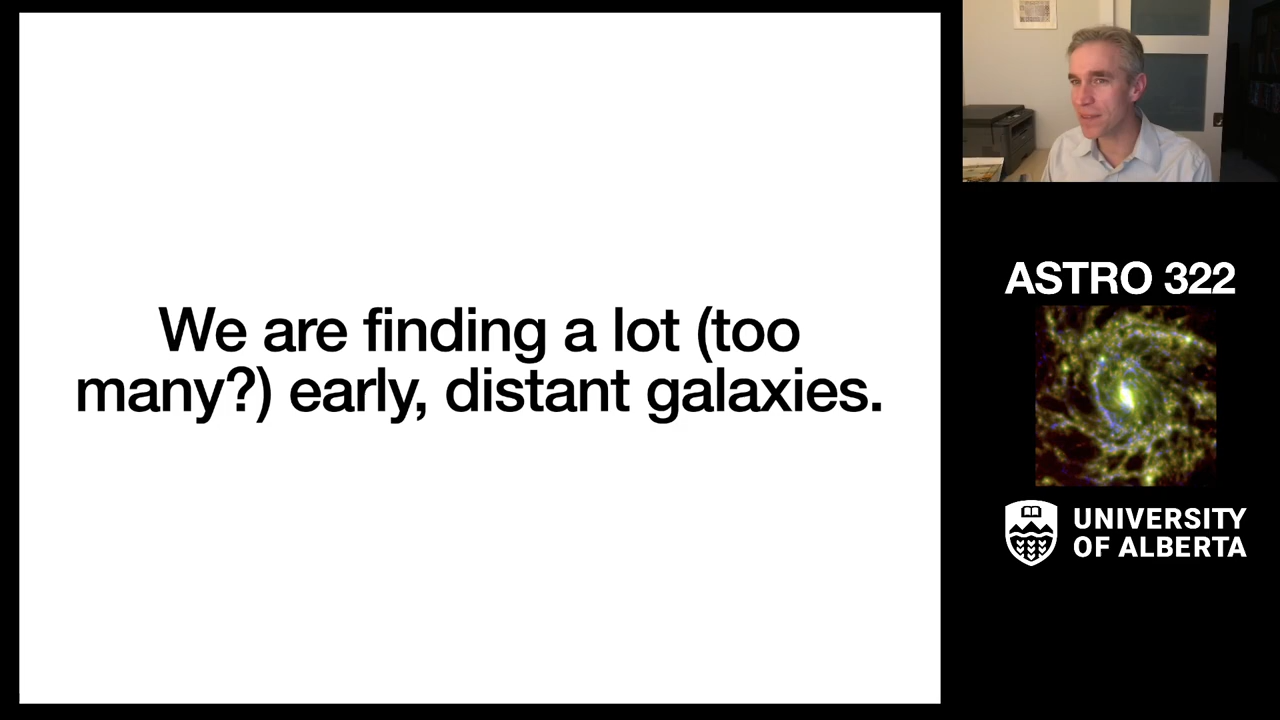 We are finding a lot (too
many?) early, distant galaxies.
ASTRO 322
UNIVERSITY
OF ALBERTA